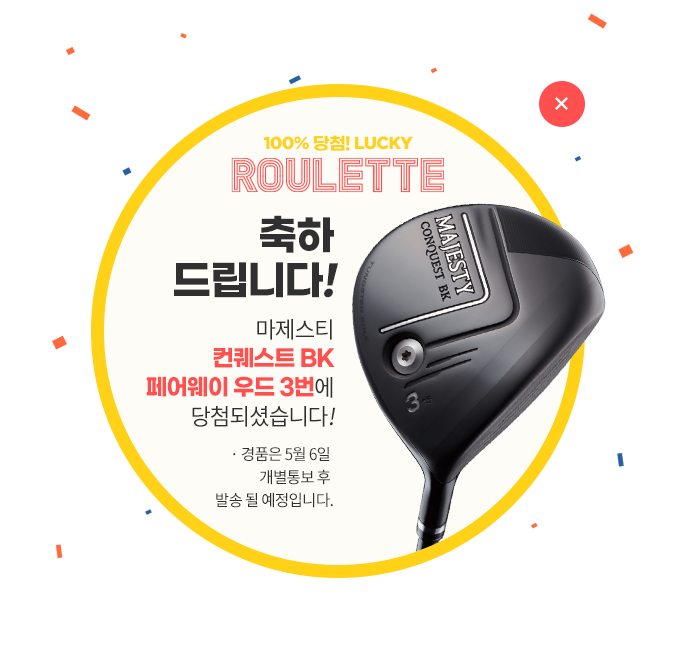 100% 당첨! LUCKY
ROULETTE
축하
드립니다!
마제스티
컨퀘스트 BK
페어웨이 우드 3번에
당첨되셨습니다!
· 경품은 5월 6일
개별통보 후
발송 될 예정입니다.
MAJESTY
CONQUEST BK
3